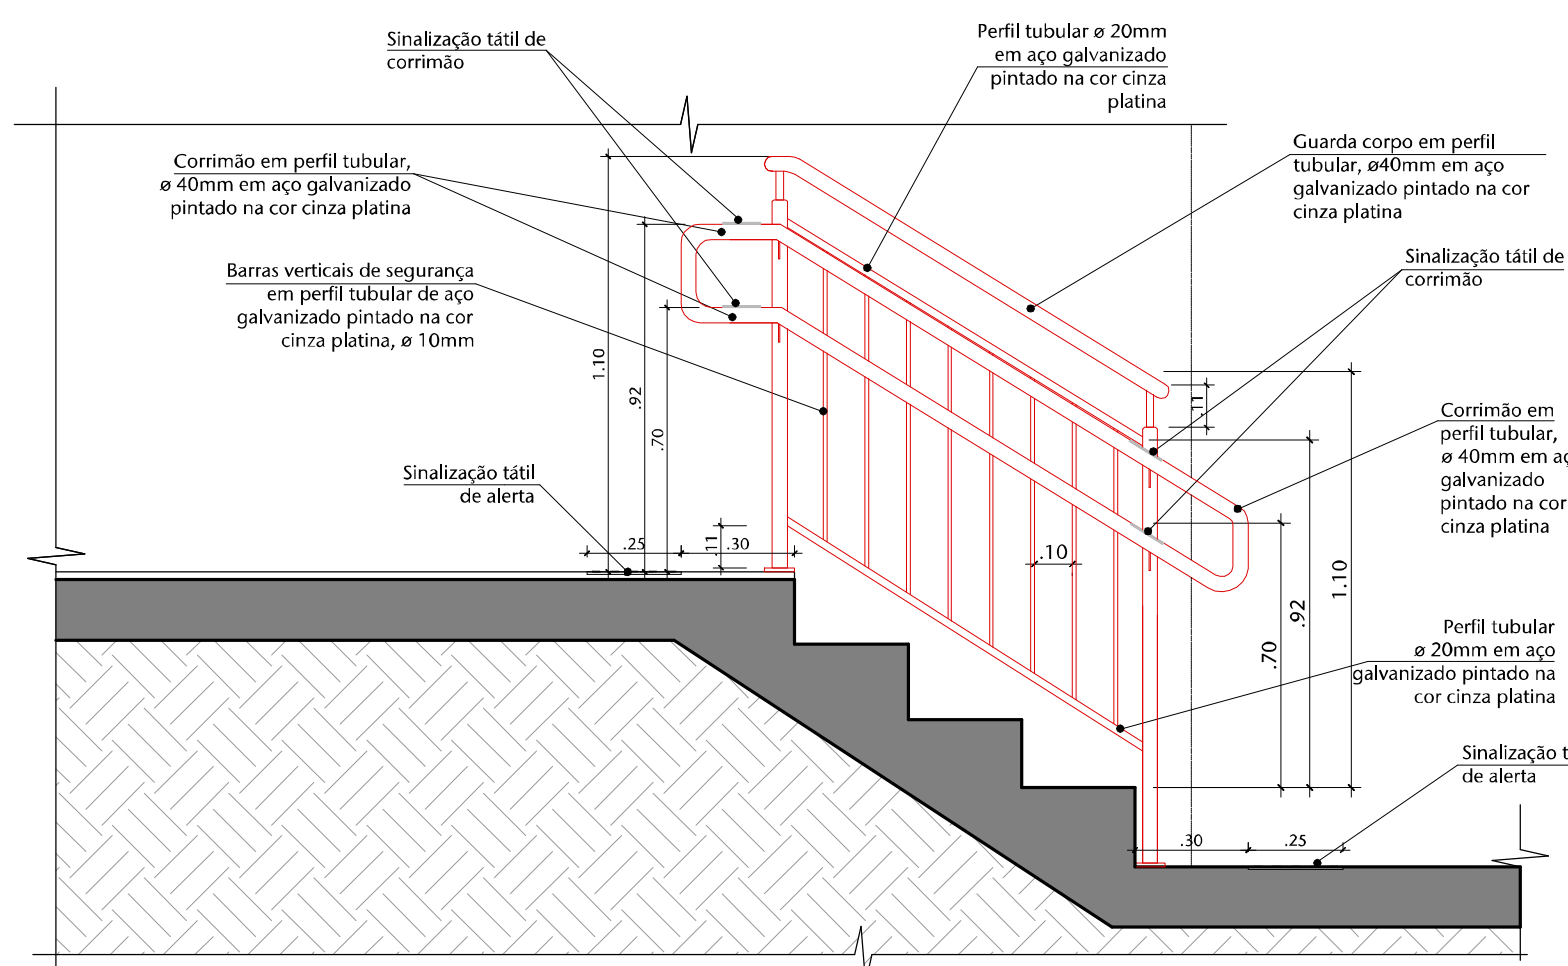 Sinalização tátil de
corrimão
Perfil tubular ø 20mm
em aço galvanizado
pintado na cor cinza
platina
Corrimão em perfil tubular,
ø 40mm em aço galvanizado
pintado na cor cinza platina
Guarda corpo em perfil
tubular, ø40mm em aço
galvanizado pintado na cor
cinza platina
Barras verticais de segurança
em perfil tubular de aço
galvanizado pintado na cor
cinza platina, ø 10mm
Sinalização tátil de
corrimão
1.10
.92
.70
.11
Corrimão em
perfil tubular,
ø 40mm em aç
galvanizado
pintado na cor
cinza platina
Sinalização tátil
de alerta
.25
.11
.30
.10
1.10
.92
.70
Perfil tubular
ø 20mm em aço
galvanizado pintado na
cor cinza platina
Sinalização t
de alerta
.30
.25